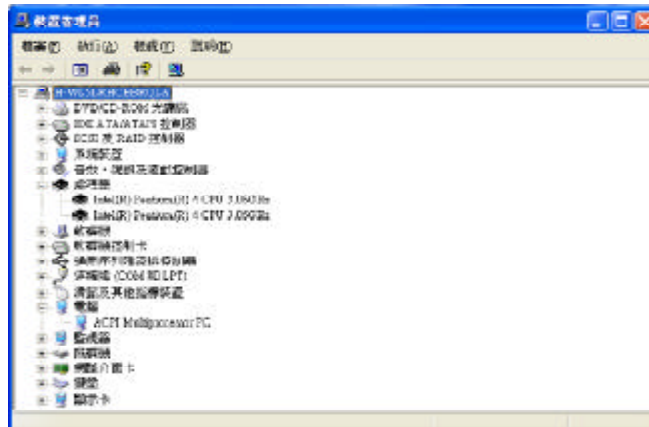 裝置管理員
檔案(F) 執行(A) 檢視(V) 說明(H)
DVD/CD-ROM 光碟機
IDE ATA/ATAPI 控制器
SCSI 及 RAID 控制器
系統裝置
音效、視訊及遊戲控制器
處理器
Intel(R) Pentium(R) 4 CPU 3.06GHz
Intel(R) Pentium(R) 4 CPU 3.06GHz
軟碟機
軟碟機控制卡
通用序列匯流排控制器
連接埠 (COM 和 LPT)
滑鼠及其他指標裝置
電腦
ACPI Multiprocessor PC
監視器
磁碟機
網路介面卡
鍵盤
顯示卡